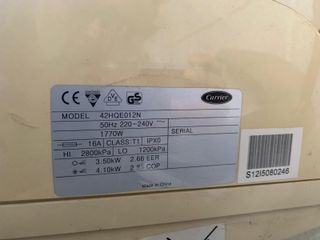 CE DVE GS Carrier
MODEL 42HQE012N
50Hz 220-240V ~
1770W SERIAL
16A CLASS:T1 IPX0
HI 2800kPa LO 1200kPa
3.50kW 2.66 EER
4.10kW COP
Made in China
S12I5080246